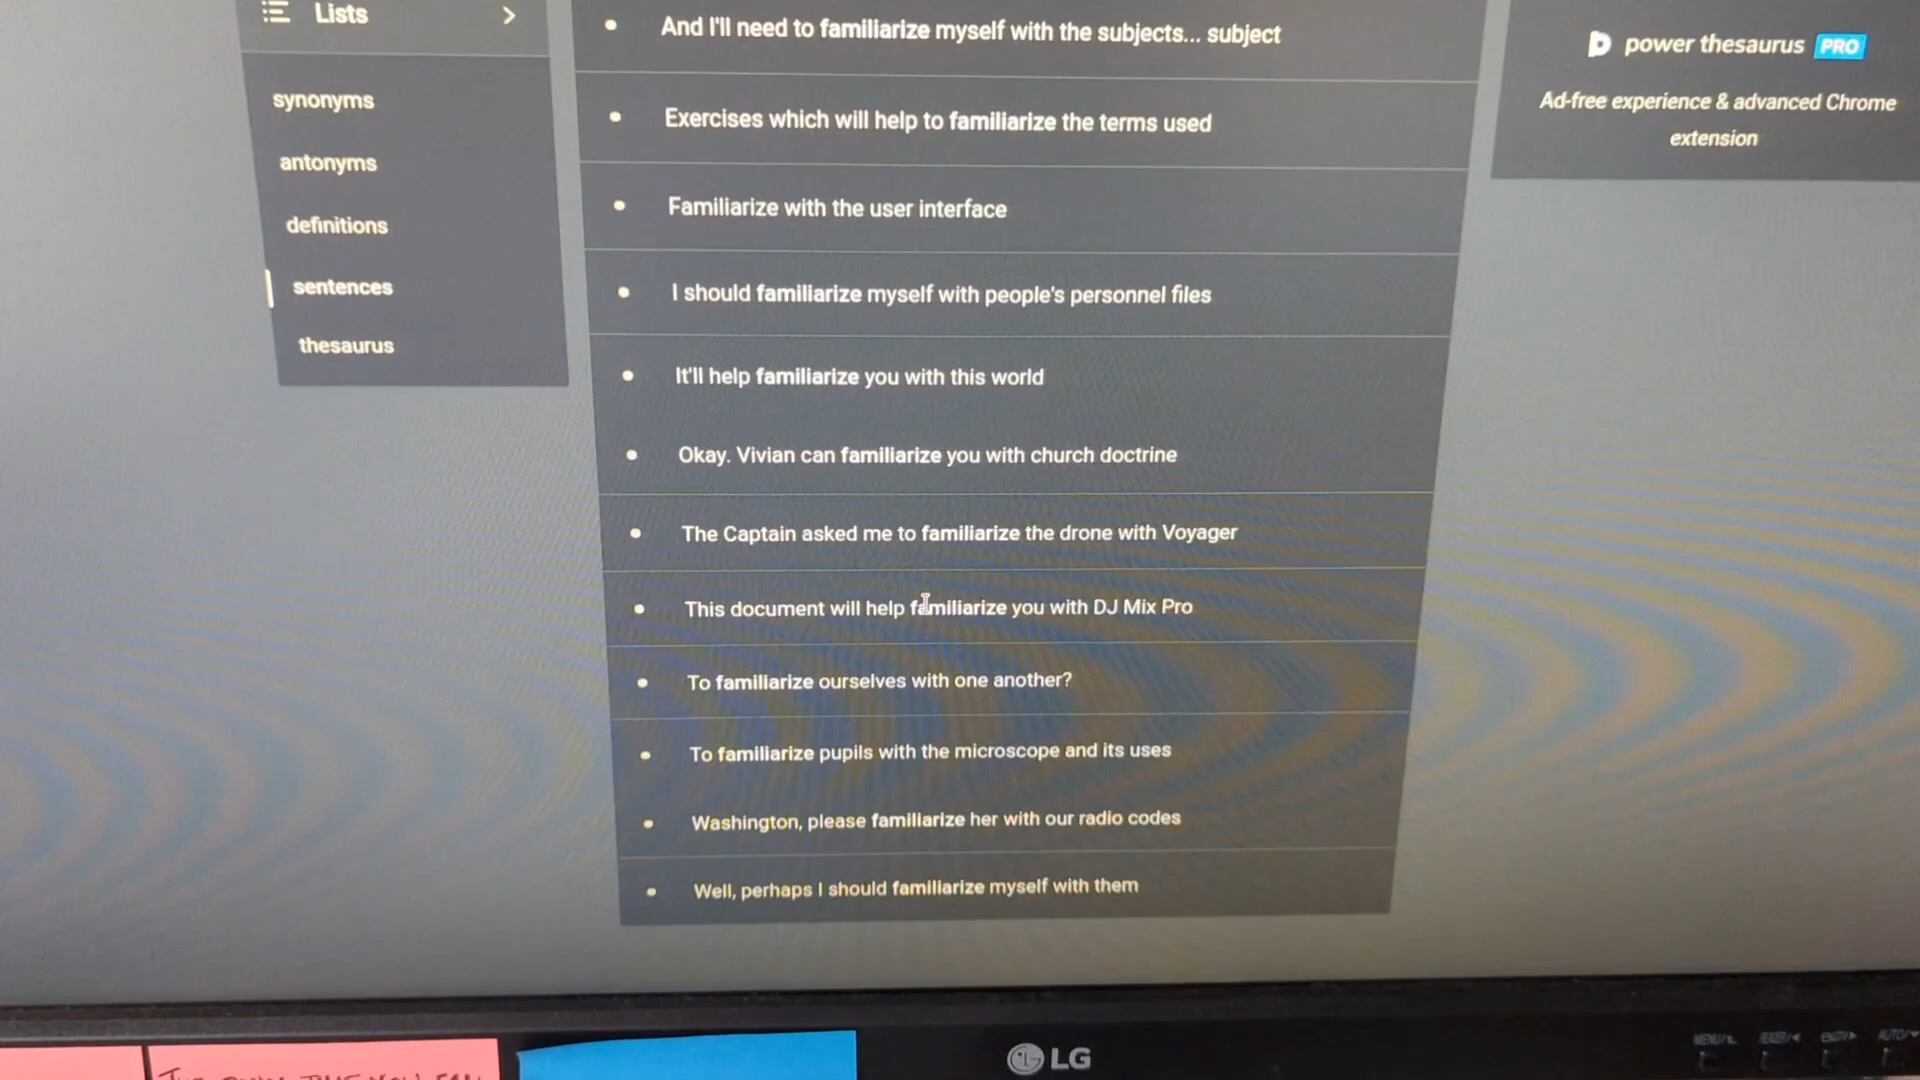 Lists
synonyms
antonyms
definitions
sentences
thesaurus
And I'll need to familiarize myself with the subjects... subject
Exercises which will help to familiarize the terms used
Familiarize with the user interface
I should familiarize myself with people's personnel files
It'll help familiarize you with this world
Okay. Vivian can familiarize you with church doctrine
The Captain asked me to familiarize the drone with Voyager
This document will help familiarize you with DJ Mix Pro
To familiarize ourselves with one another?
To familiarize pupils with the microscope and its uses
Washington, please familiarize her with our radio codes
Well, perhaps I should familiarize myself with them
power thesaurus PRO
Ad-free experience & advanced Chrome
extension
LG